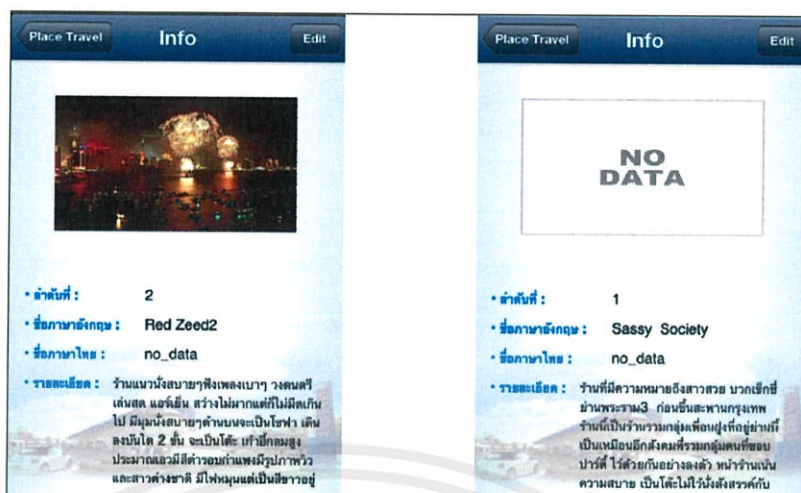 Place Travel Info Edit
• ลำดับที่ : 2
• ชื่อภาษาอังกฤษ : Red Zeed2
• ชื่อภาษาไทย : no_data
• รายละเอียด : ร้านแนวนั่งสบายๆฟังเพลงเบาๆ วงดนตรี
เล่นสด แอร์เย็น สว่างไม่มากแต่ก็ไม่มืดเกิน
ไป มีมุมนั่งสบายๆด้านบนจะเป็นโซฟา เดิน
ลงบันได 2 ชั้น จะเป็นโต๊ะ เก้าอี้กลมสูง
ประมาณเอวมีสีดำรอบกำแพงมีรูปภาพวิว
และสาวต่างชาติ มีไฟหมุนแต่เป็นสีขาวอยู่
Place Travel Info Edit
NO
DATA
• ลำดับที่ : 1
• ชื่อภาษาอังกฤษ : Sassy Society
• ชื่อภาษาไทย : no_data
• รายละเอียด : ร้านที่มีความหมายถึงสาวสวย บวกเซ็กซี่
ย่านพระราม3 ก่อนขึ้นสะพานกรุงเทพ
ร้านนี้เป็นร้านรวมกลุ่มเพื่อนฝูงที่อยู่ย่านนี้
เป็นเหมือนอีกสังคมที่รวมกลุ่มคนที่ชอบ
ปาร์ตี้ ไว้ด้วยกันอย่างลงตัว หน้าร้านเน้น
ความสบาย เป็นโต๊ะไม้ไว้นั่งสังสรรค์กับ